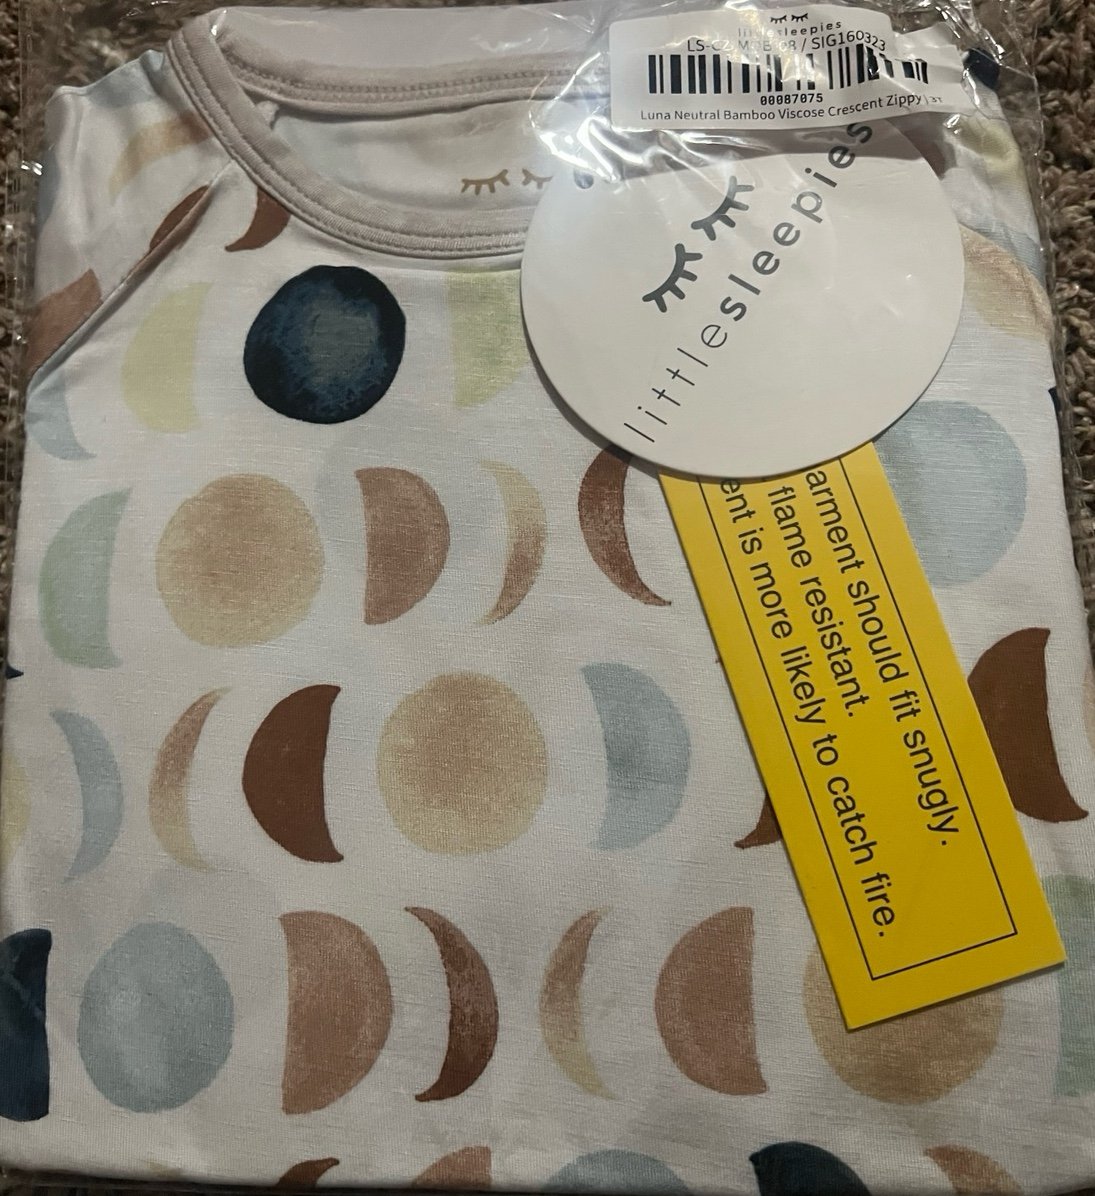 littlesleepies
/ SIG160323
00087075
Luna Neutral Bamboo Viscose Crescent Zippy | 3T
littlesleepies
arment should fit snugly.
flame resistant.
ent is more likely to catch fire.